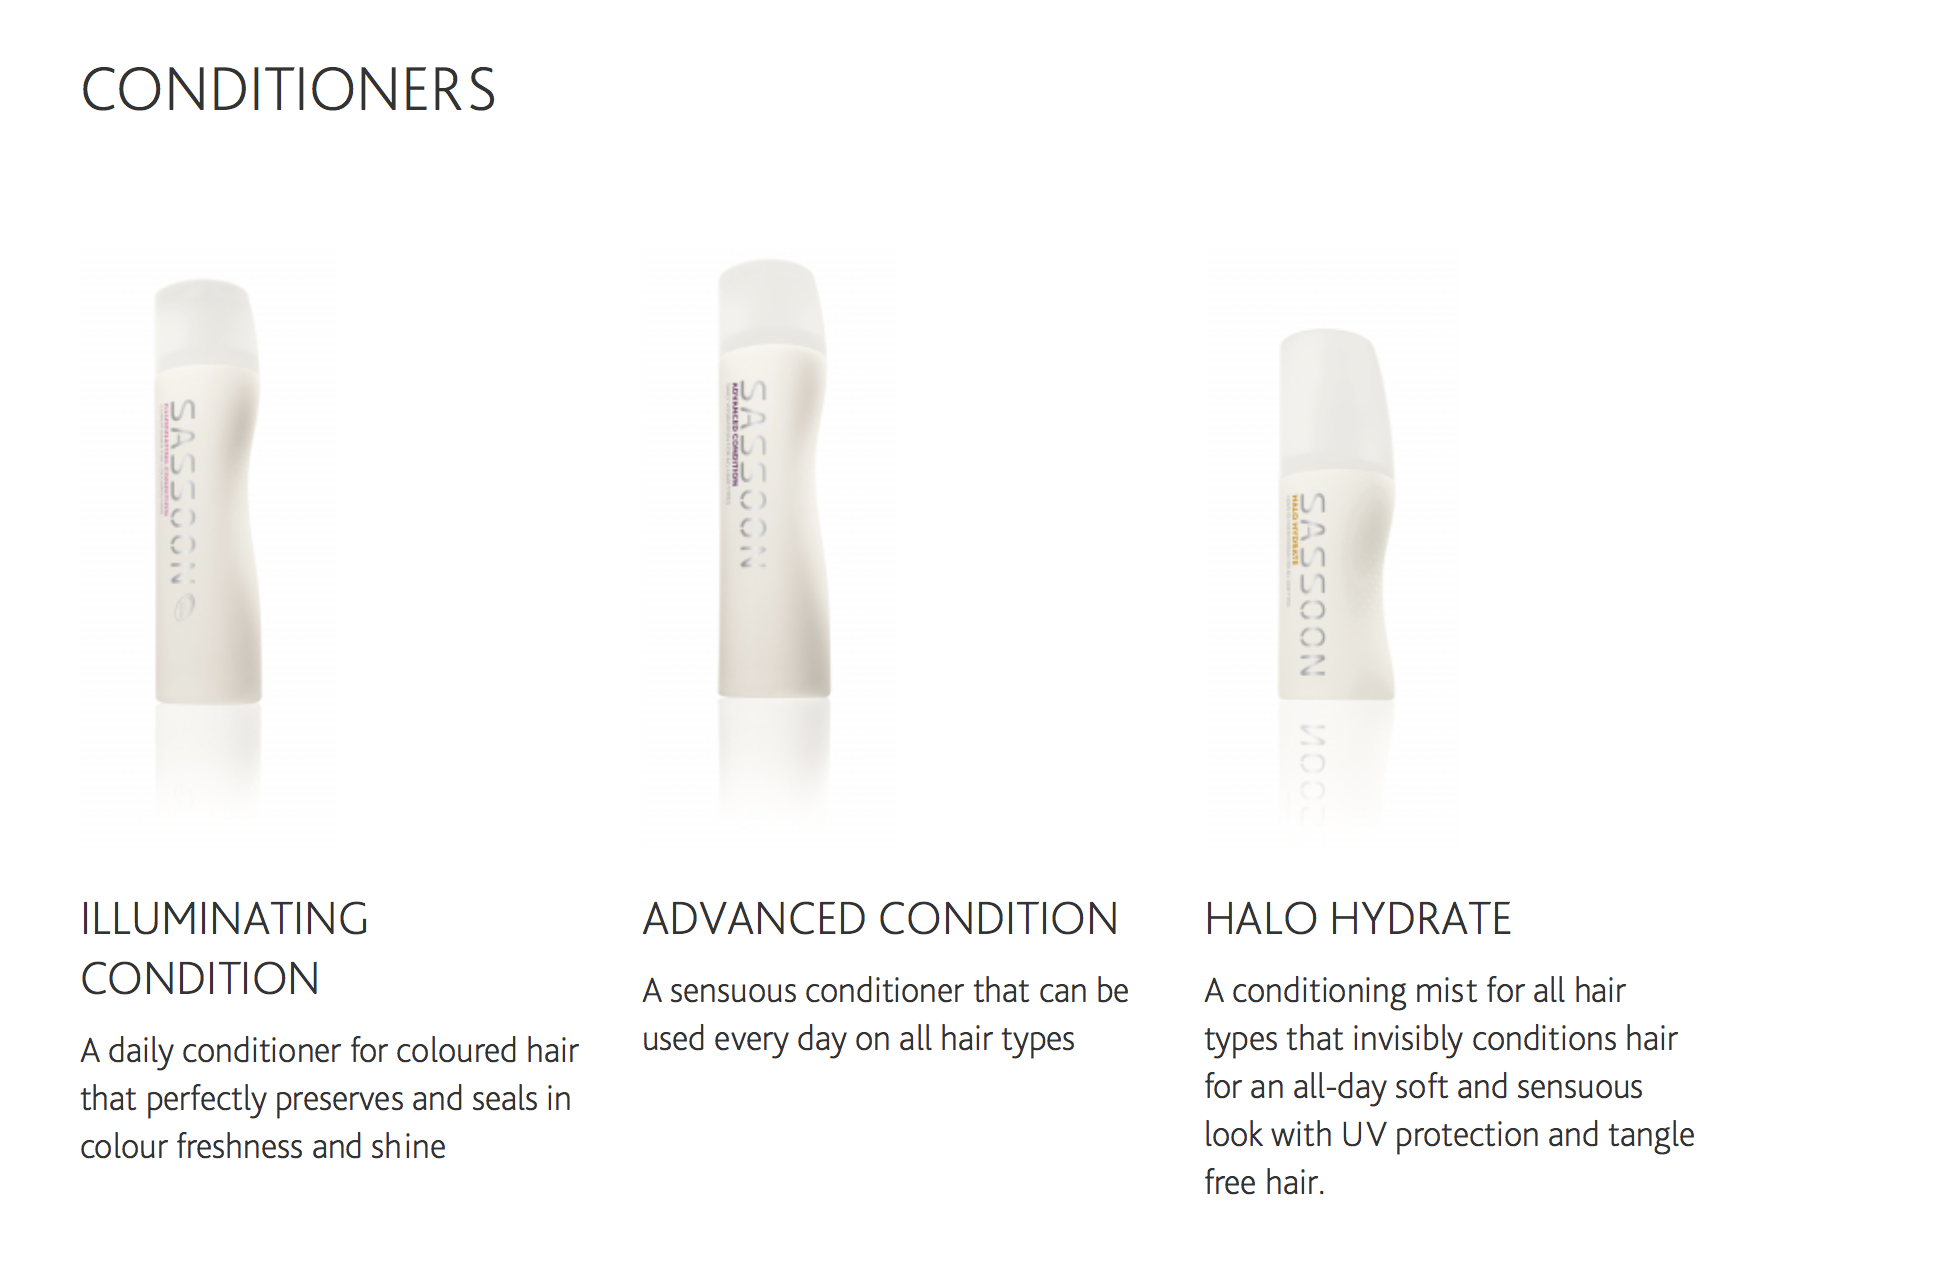 CONDITIONERS
SASSOON
ILLUMINATING CONDITION
SASSOON
ADVANCED CONDITION
SASSOON
HALO HYDRATE
ILLUMINATING
CONDITION
A daily conditioner for coloured hair
that perfectly preserves and seals in
colour freshness and shine
ADVANCED CONDITION
A sensuous conditioner that can be
used every day on all hair types
HALO HYDRATE
A conditioning mist for all hair
types that invisibly conditions hair
for an all-day soft and sensuous
look with UV protection and tangle
free hair.